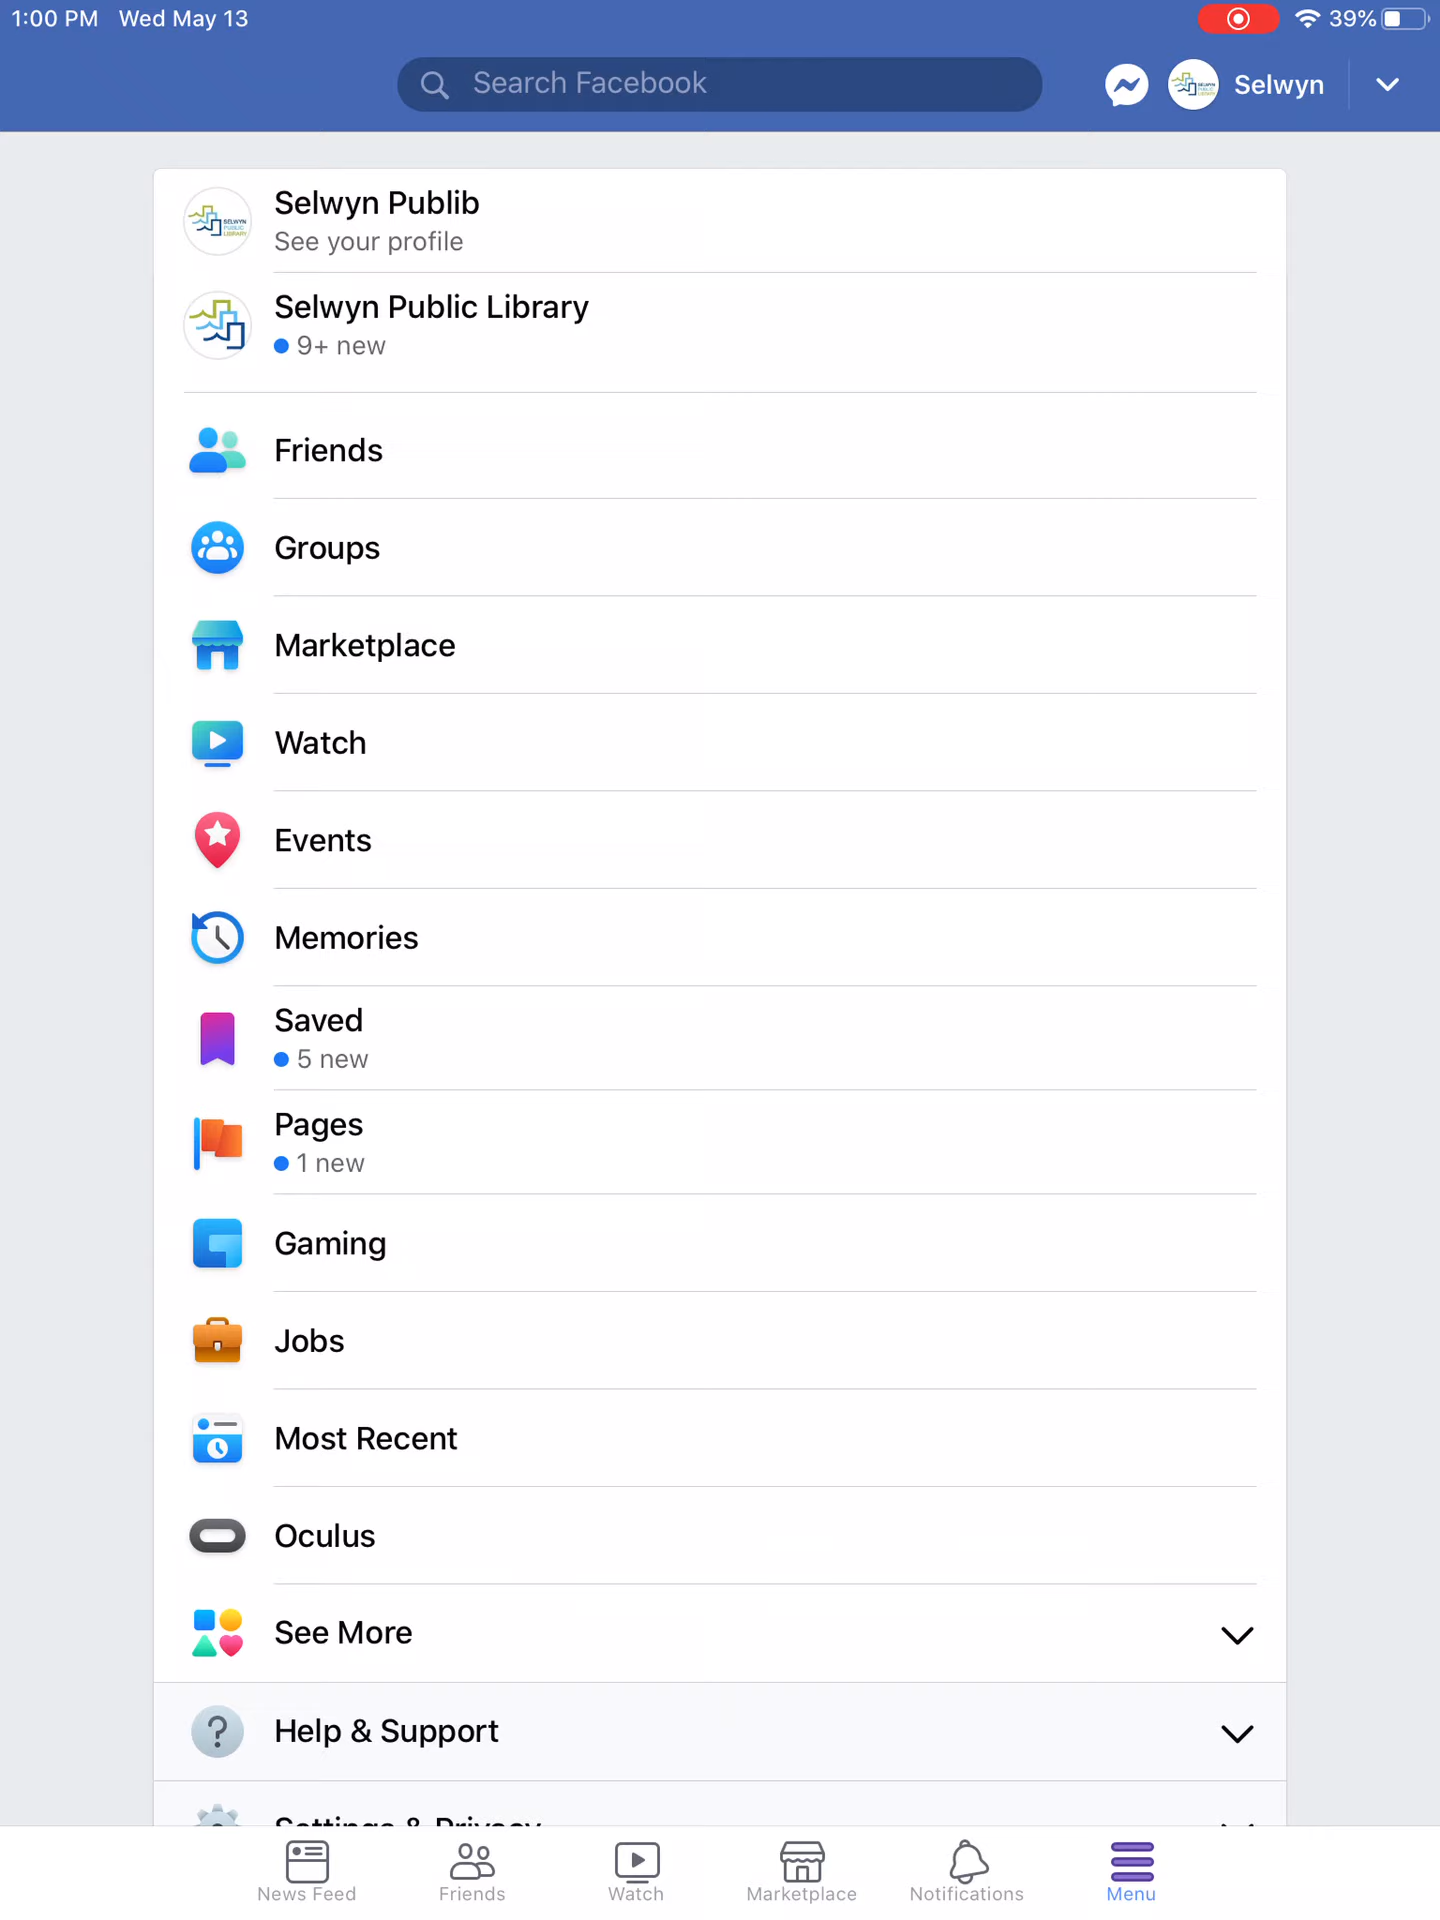 1:00 PM Wed May 13 39%
Search Facebook Selwyn
Selwyn Publib
See your profile
Selwyn Public Library
9+ new
Friends
Groups
Marketplace
Watch
Events
Memories
Saved
5 new
Pages
1 new
Gaming
Jobs
Most Recent
Oculus
See More
Help & Support
Settings & Privacy
News Feed Friends Watch Marketplace Notifications Menu